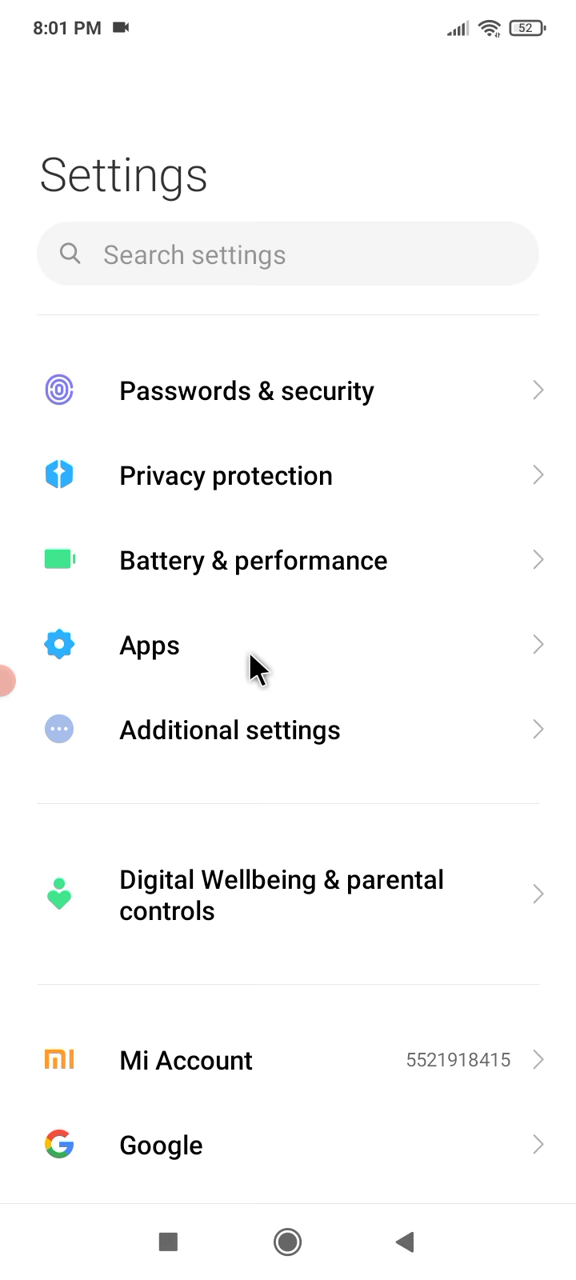 8:01 PM
52
Settings
Search settings
Passwords & security
Privacy protection
Battery & performance
Apps
Additional settings
Digital Wellbeing & parental
controls
Mi Account 5521918415
Google